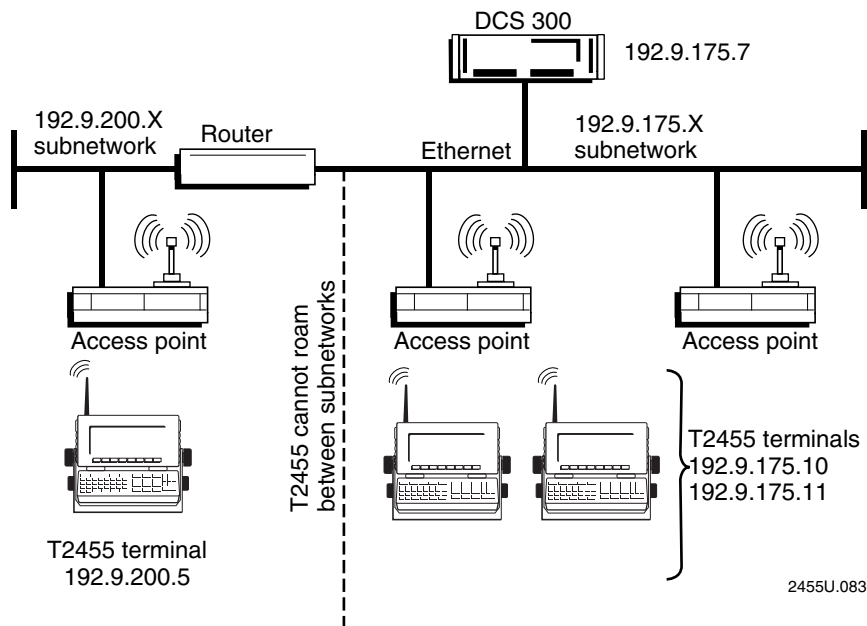 DCS 300
192.9.175.7
192.9.200.X
subnetwork
Router
Ethernet
192.9.175.X
subnetwork
Access point
Access point
Access point
T2455 cannot roam
between subnetworks
T2455 terminal
192.9.200.5
T2455 terminals
192.9.175.10
192.9.175.11
2455U.083